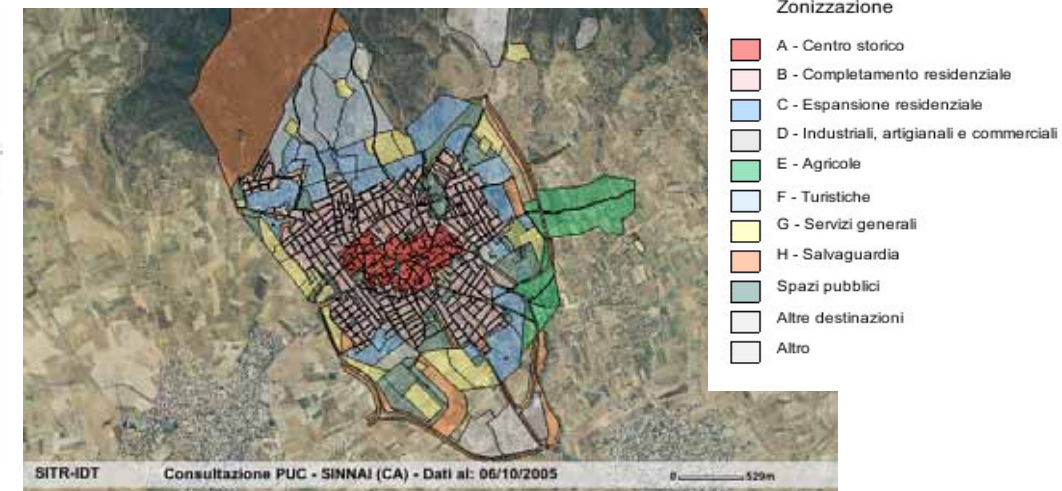 Zonizzazione
A - Centro storico
B - Completamento residenziale
C - Espansione residenziale
D - Industriali, artigianali e commerciali
E - Agricole
F - Turistiche
G - Servizi generali
H - Salvaguardia
Spazi pubblici
Altre destinazioni
Altro
SITR-IDT Consultazione PUC - SINNAI (CA) - Dati al: 06/10/2005 0 529m